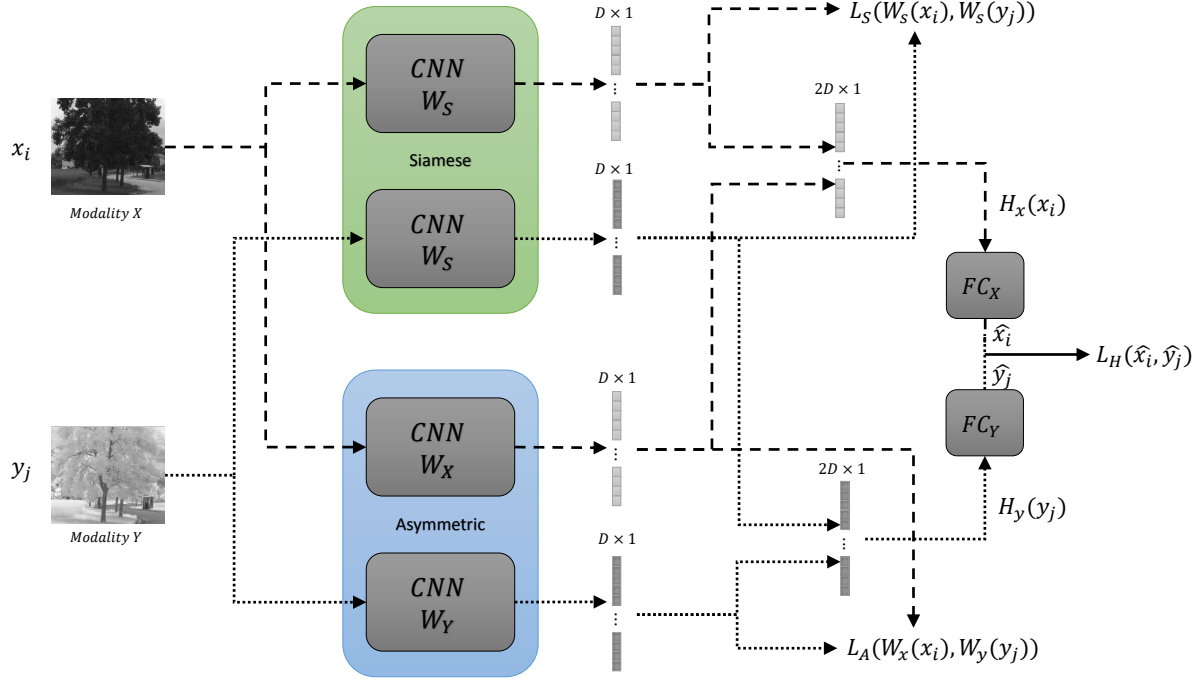 D × 1
L_S(W_s(x_i), W_s(y_j))
CNN
W_S
⋮
2D × 1
x_i
Siamese
D × 1
⋮
Modality X
H_x(x_i)
CNN
W_S
⋮
FC_X
x̂_i
L_H(x̂_i, ŷ_j)
D × 1
ŷ_j
CNN
W_X
FC_Y
y_j
⋮
2D × 1
Asymmetric
H_y(y_j)
Modality Y
D × 1
⋮
CNN
W_Y
⋮
L_A(W_x(x_i), W_y(y_j))